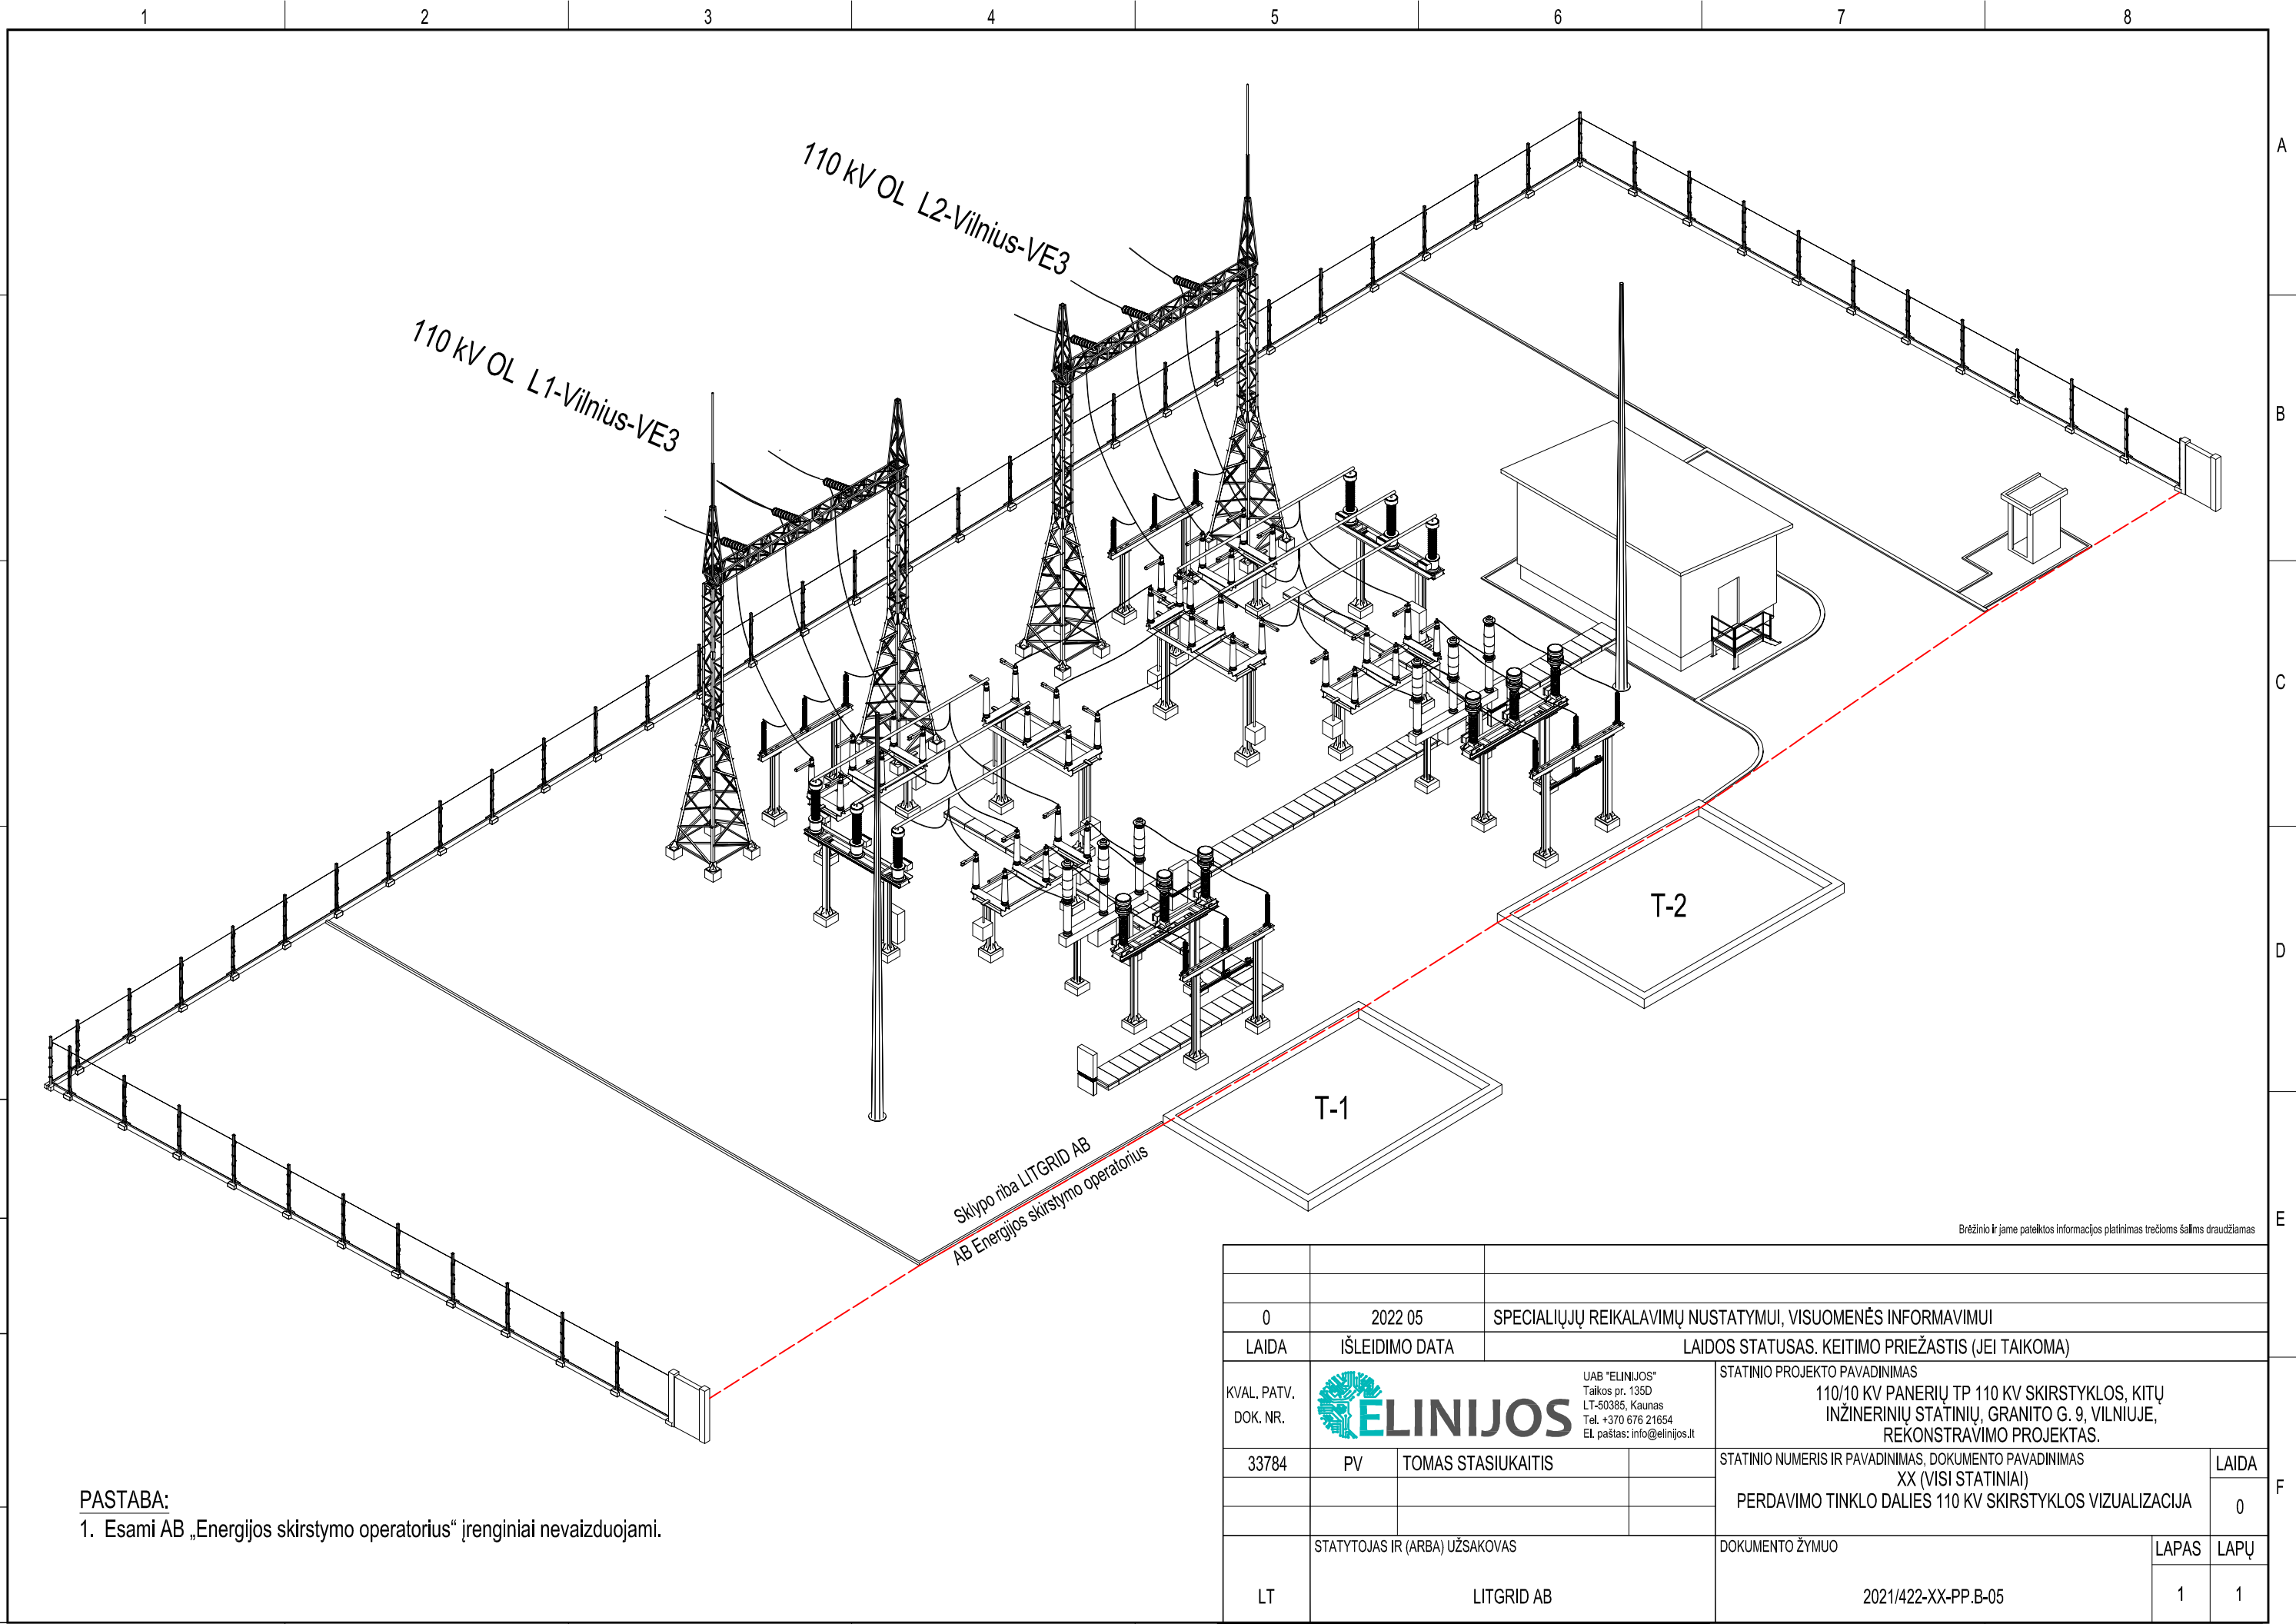 1 2 3 4 5 6 7 8
A
B
C
D
E
F
110 kV OL L2-Vilnius-VE3
110 kV OL L1-Vilnius-VE3
T-2
T-1
Sklypo riba LITGRID AB
AB Energijos skirstymo operatorius
Brėžinio ir jame pateiktos informacijos platinimas trečioms šalims draudžiamas
PASTABA:
1. Esami AB „Energijos skirstymo operatorius“ įrenginiai nevaizduojami.
0 2022 05 SPECIALIŲJŲ REIKALAVIMŲ NUSTATYMUI, VISUOMENĖS INFORMAVIMUI
LAIDA IŠLEIDIMO DATA LAIDOS STATUSAS. KEITIMO PRIEŽASTIS (JEI TAIKOMA)
KVAL. PATV.
DOK. NR.
ELINIJOS
UAB "ELINIJOS"
Taikos pr. 135D
LT-50385, Kaunas
Tel. +370 676 21654
El. paštas: info@elinijos.lt
STATINIO PROJEKTO PAVADINIMAS
110/10 KV PANERIŲ TP 110 KV SKIRSTYKLOS, KITŲ
INŽINERINIŲ STATINIŲ, GRANITO G. 9, VILNIUJE,
REKONSTRAVIMO PROJEKTAS.
33784 PV TOMAS STASIUKAITIS
STATINIO NUMERIS IR PAVADINIMAS, DOKUMENTO PAVADINIMAS
XX (VISI STATINIAI)
PERDAVIMO TINKLO DALIES 110 KV SKIRSTYKLOS VIZUALIZACIJA
LAIDA
0
STATYTOJAS IR (ARBA) UŽSAKOVAS
LT LITGRID AB
DOKUMENTO ŽYMUO
2021/422-XX-PP.B-05
LAPAS LAPŲ
1 1